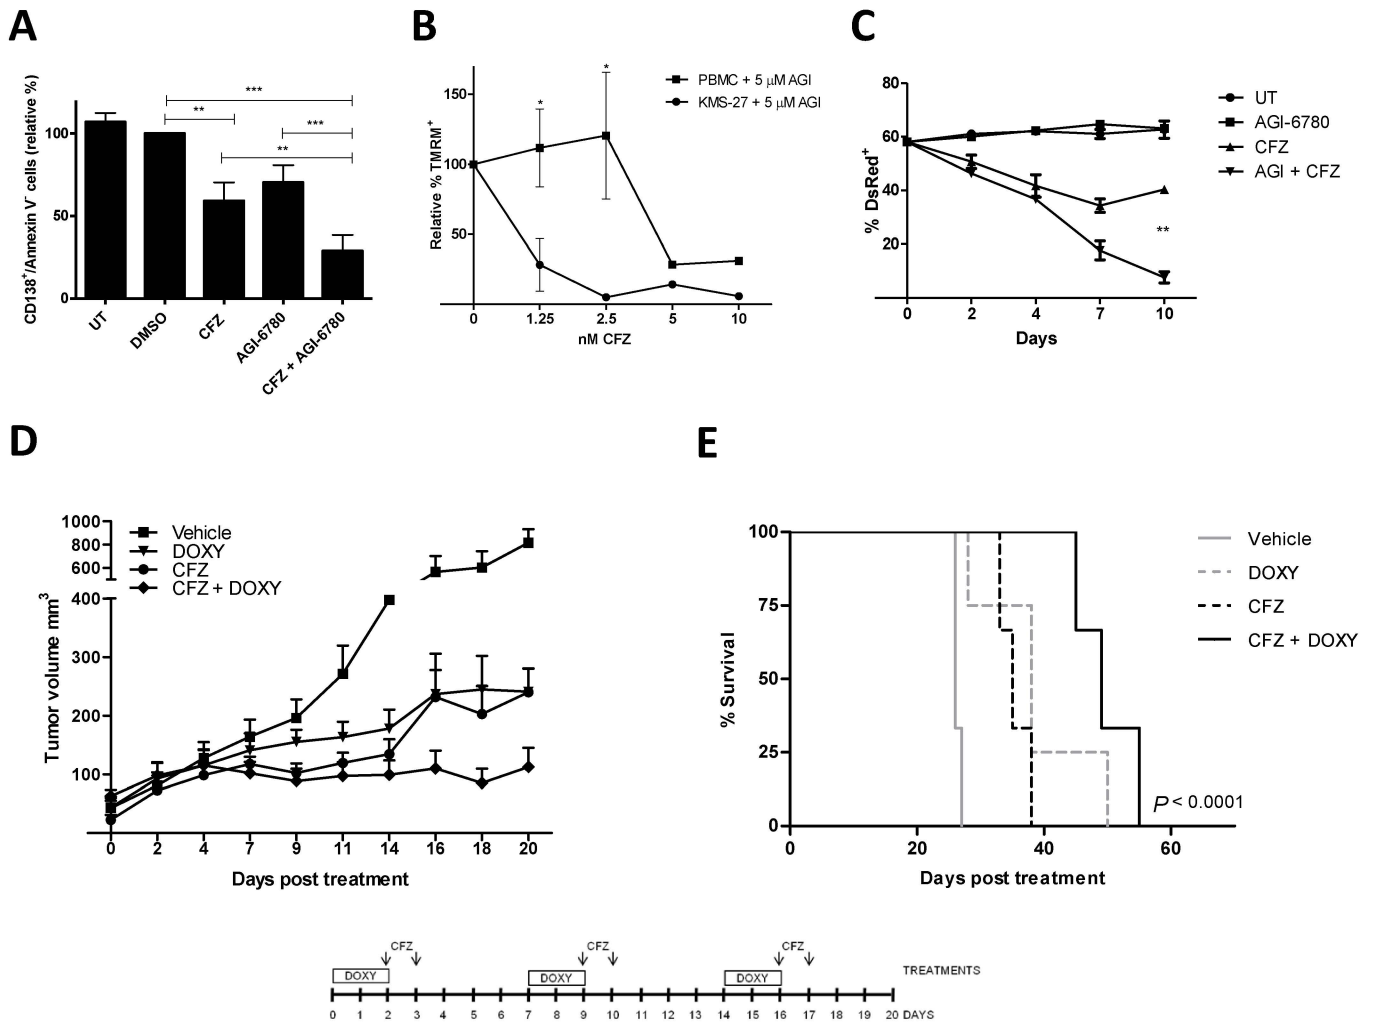 A
CD138+/Annexin V- cells (relative %)
100
50
0
***
**
***
**
UT
DMSO
CFZ
AGI-6780
CFZ + AGI-6780
B
Relative % TMRM+
150
100
50
*
*
PBMC + 5 µM AGI
KMS-27 + 5 µM AGI
0 1.25 2.5 5 10
nM CFZ
C
% DsRed+
80
60
40
20
UT
AGI-6780
CFZ
AGI + CFZ
**
0 2 4 7 10
Days
D
Tumor volume mm3
1000
800
600
400
300
200
100
Vehicle
DOXY
CFZ
CFZ + DOXY
0 2 4 7 9 11 14 16 18 20
Days post treatment
E
% Survival
100
75
50
25
0
Vehicle
DOXY
CFZ
CFZ + DOXY
P < 0.0001
0 20 40 60
Days post treatment
CFZ CFZ CFZ
DOXY DOXY DOXY TREATMENTS
0 1 2 3 4 5 6 7 8 9 10 11 12 13 14 15 16 17 18 19 20 DAYS